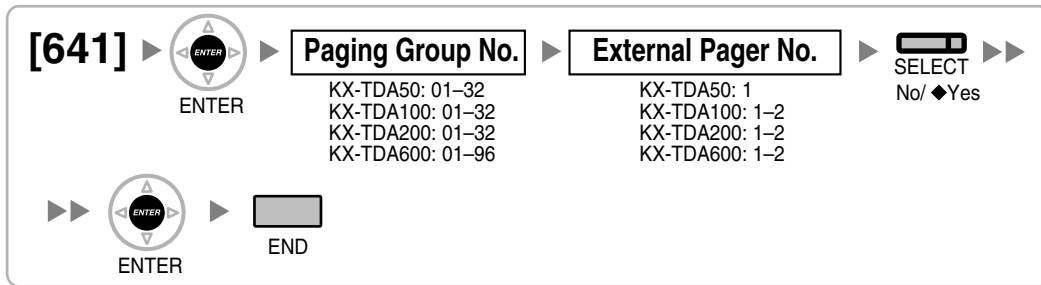 [641] ENTER Paging Group No. External Pager No. SELECT
ENTER No/ ◆Yes
KX-TDA50: 01–32 KX-TDA50: 1
KX-TDA100: 01–32 KX-TDA100: 1–2
KX-TDA200: 01–32 KX-TDA200: 1–2
KX-TDA600: 01–96 KX-TDA600: 1–2
ENTER END
ENTER